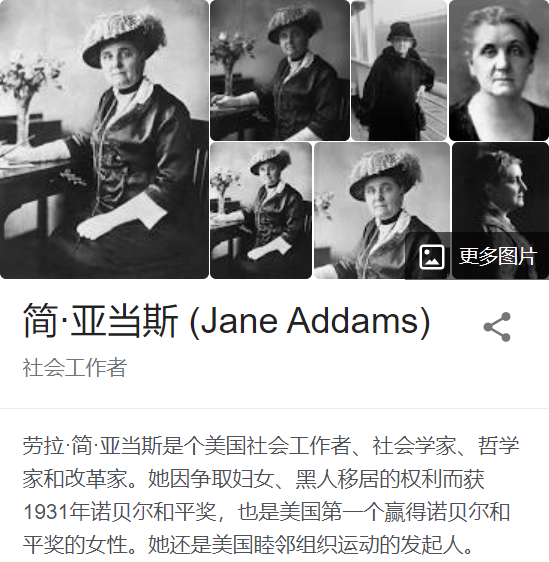 更多图片
简·亚当斯 (Jane Addams)
社会工作者
劳拉·简·亚当斯是个美国社会工作者、社会学家、哲学
家和改革家。她因争取妇女、黑人移居的权利而获
1931年诺贝尔和平奖，也是美国第一个赢得诺贝尔和
平奖的女性。她还是美国睦邻组织运动的发起人。